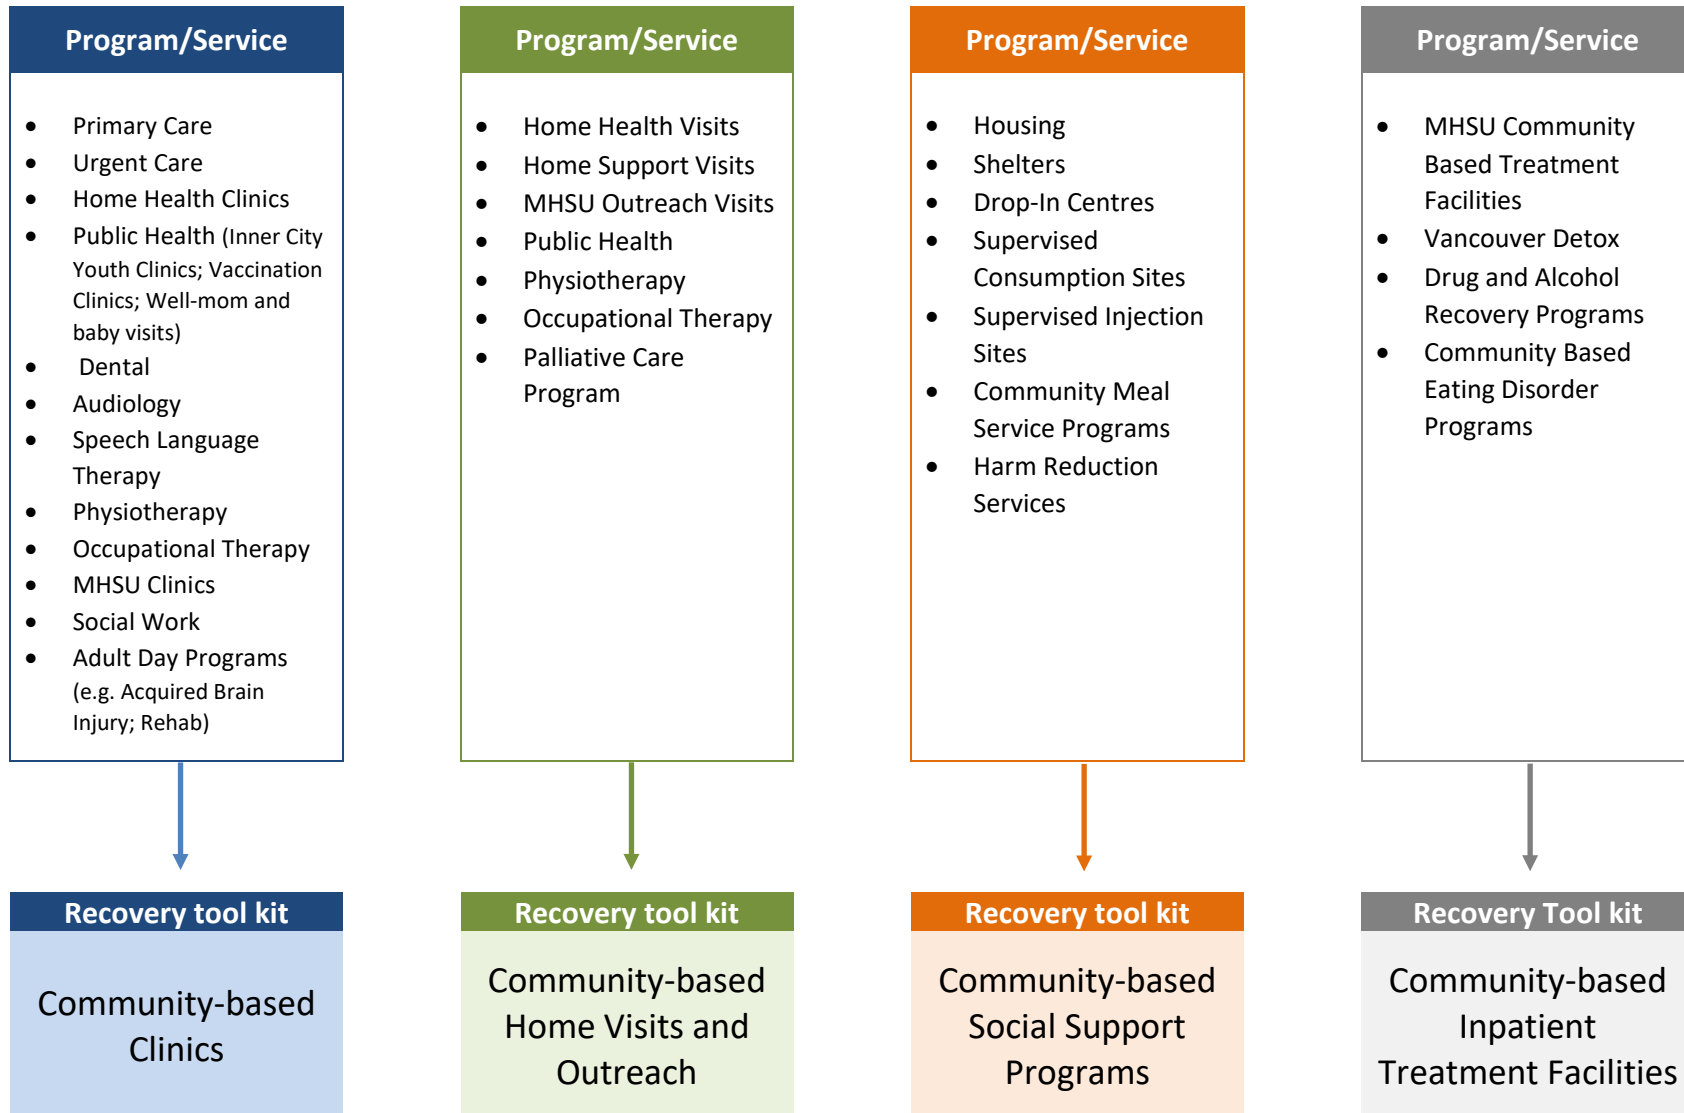 Program/Service
Primary Care
Urgent Care
Home Health Clinics
Public Health (Inner City
Youth Clinics; Vaccination
Clinics; Well-mom and
baby visits)
Dental
Audiology
Speech Language
Therapy
Physiotherapy
Occupational Therapy
MHSU Clinics
Social Work
Adult Day Programs
(e.g. Acquired Brain
Injury; Rehab)
Recovery tool kit
Community-based
Clinics
Program/Service
Home Health Visits
Home Support Visits
MHSU Outreach Visits
Public Health
Physiotherapy
Occupational Therapy
Palliative Care
Program
Recovery tool kit
Community-based
Home Visits and
Outreach
Program/Service
Housing
Shelters
Drop-In Centres
Supervised
Consumption Sites
Supervised Injection
Sites
Community Meal
Service Programs
Harm Reduction
Services
Recovery tool kit
Community-based
Social Support
Programs
Program/Service
MHSU Community
Based Treatment
Facilities
Vancouver Detox
Drug and Alcohol
Recovery Programs
Community Based
Eating Disorder
Programs
Recovery Tool kit
Community-based
Inpatient
Treatment Facilities